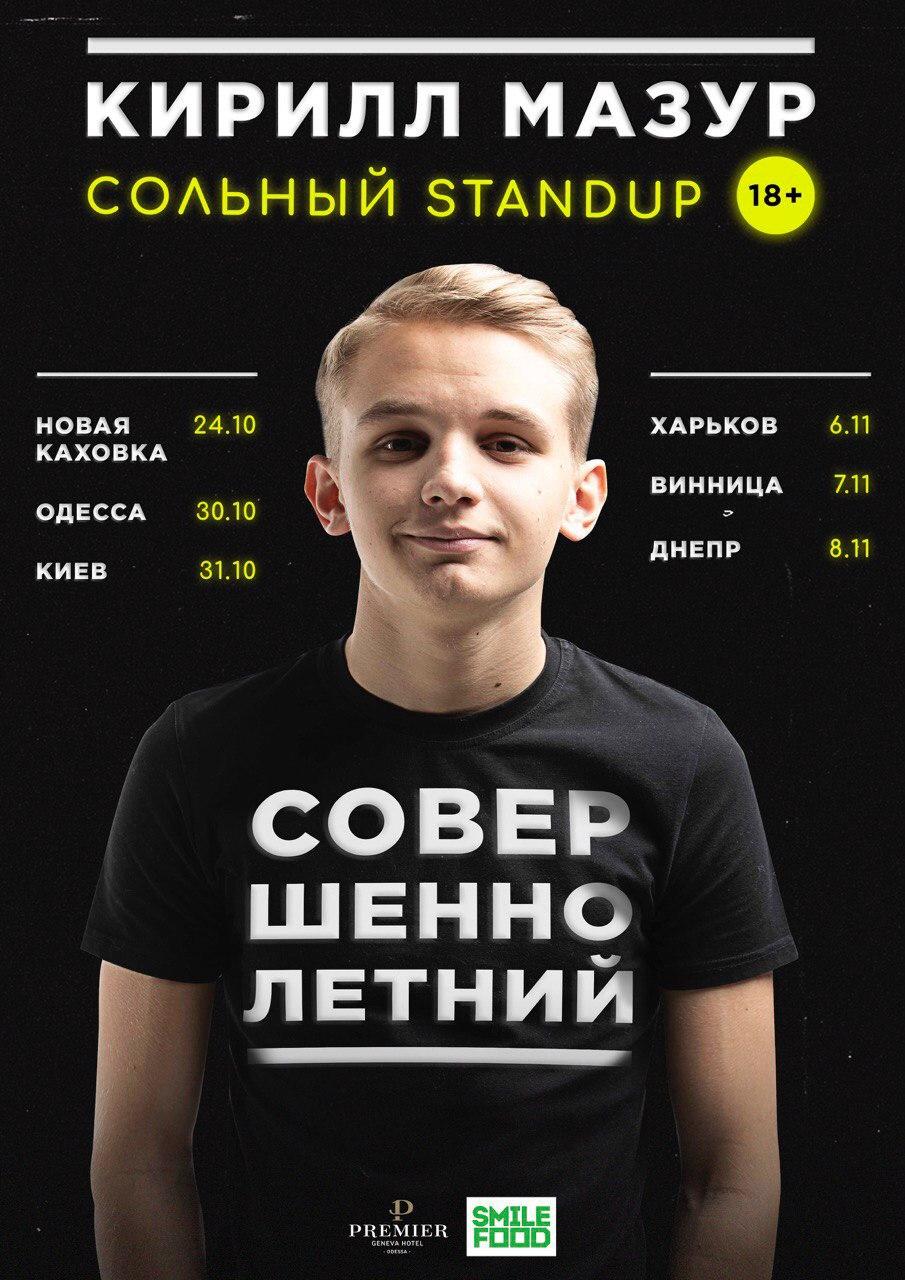 КИРИЛЛ МАЗУР
СОЛЬНЫЙ STANDUP 18+
НОВАЯ КАХОВКА 24.10
ОДЕССА 30.10
КИЕВ 31.10
ХАРЬКОВ 6.11
ВИННИЦА 7.11
ДНЕПР 8.11
СОВЕР
ШЕННО
ЛЕТНИЙ
PREMIER
GENEVA HOTEL
- ODESSA -
SMILE
FOOD